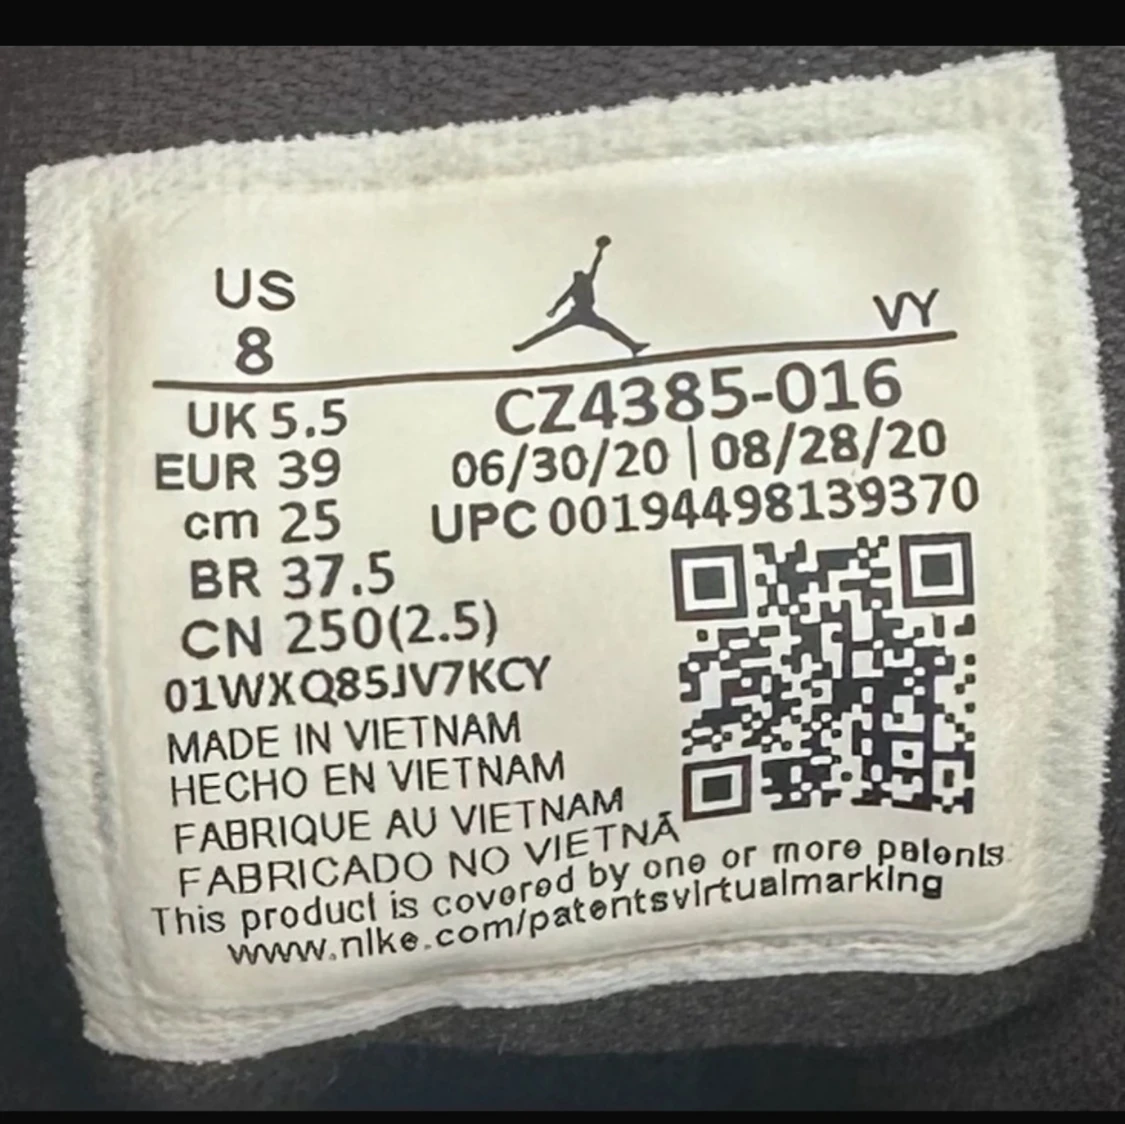 US
8
VY
UK 5.5
CZ4385-016
EUR 39
06/30/20 | 08/28/20
cm 25
UPC 00194498139370
BR 37.5
CN 250(2.5)
01WXQ85JV7KCY
MADE IN VIETNAM
HECHO EN VIETNAM
FABRIQUE AU VIETNAM
FABRICADO NO VIETNÃ
This product is covered by one or more patents.
www.nike.com/patentsvirtualmarking